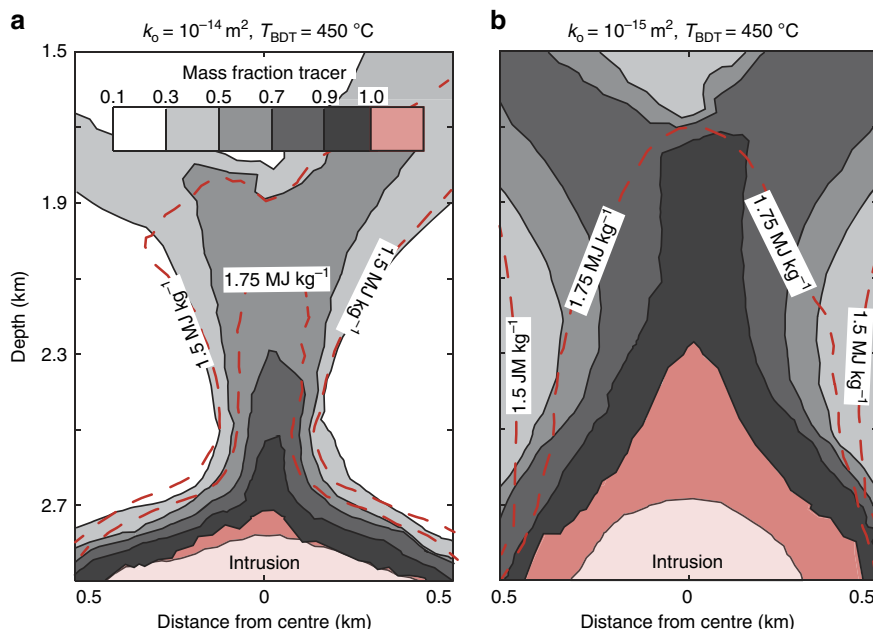 a
kₒ = 10⁻¹⁴ m², T_BDT = 450 °C
Mass fraction tracer
0.1 0.3 0.5 0.7 0.9 1.0
1.5
1.9
2.3
2.7
Depth (km)
1.5 MJ kg⁻¹
1.75 MJ kg⁻¹
1.5 MJ kg⁻¹
Intrusion
0.5 0 0.5
Distance from centre (km)
b
kₒ = 10⁻¹⁵ m², T_BDT = 450 °C
1.75 MJ kg⁻¹
1.75 MJ kg⁻¹
1.5 JM kg⁻¹
1.5 MJ kg⁻¹
Intrusion
0.5 0 0.5
Distance from centre (km)